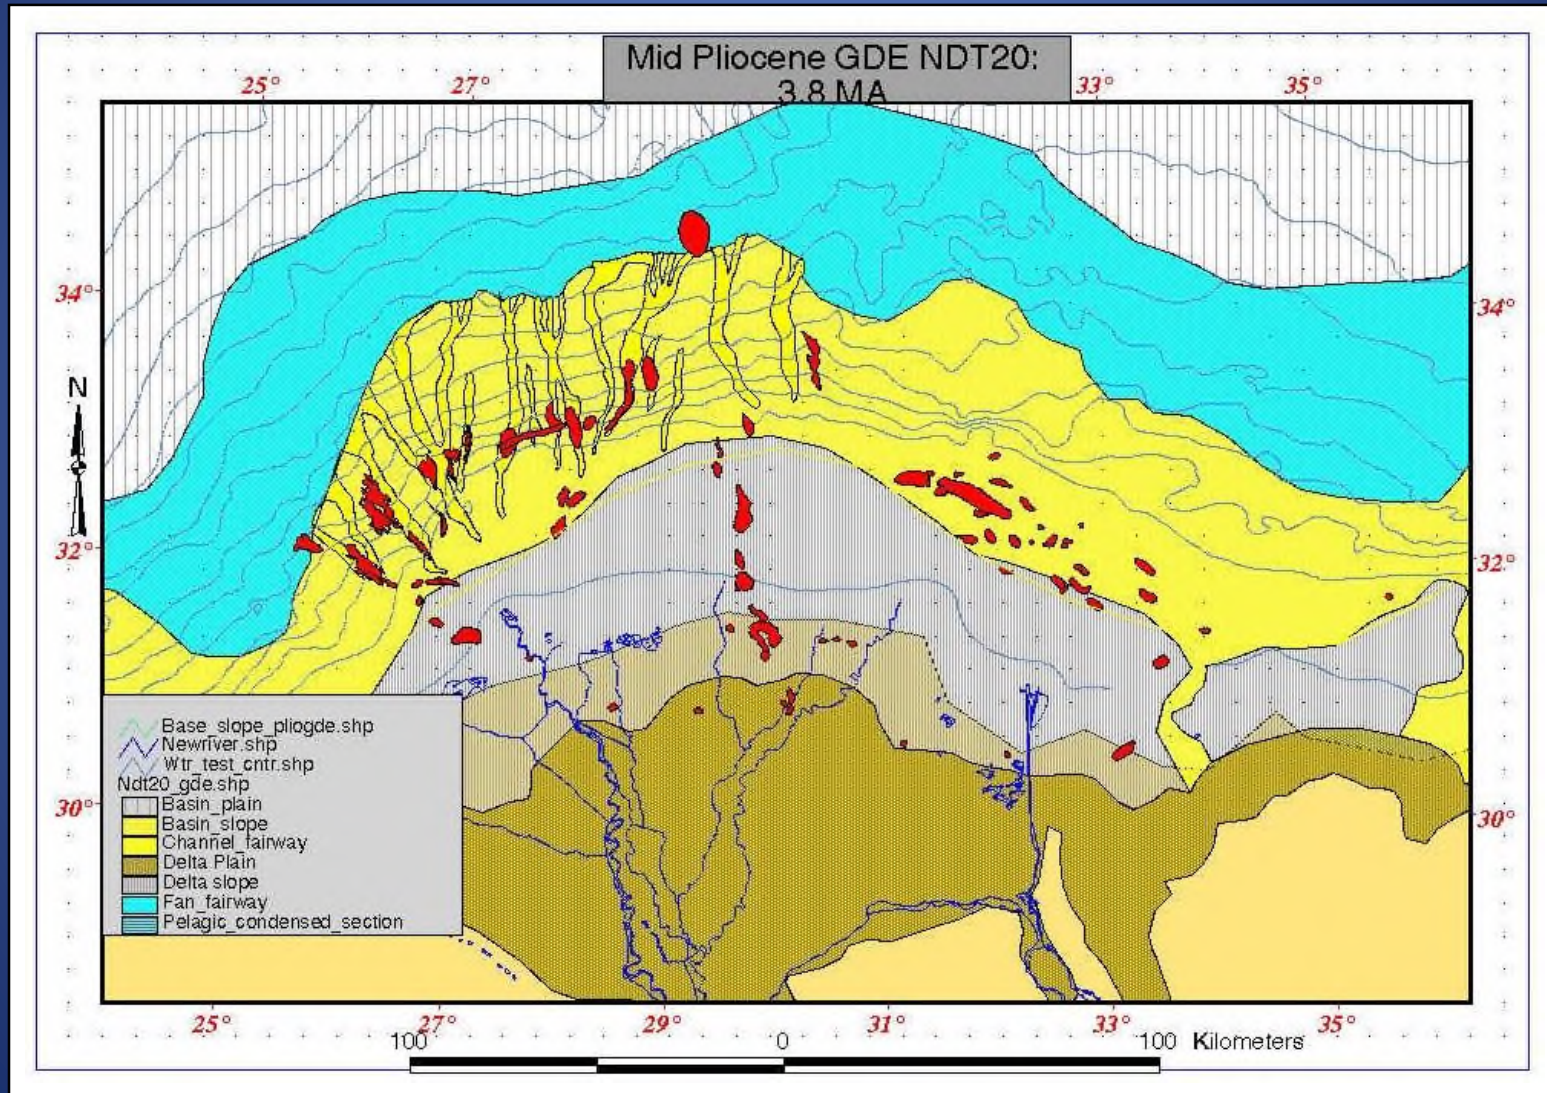 Mid Pliocene GDE NDT20:
3.8 MA
25° 27° 33° 35°
34° 34°
N
32° 32°
30° 30°
Base_slope_pliogde.shp
Newriver.shp
Wtr_test_cntr.shp
Ndt20_gde.shp
Basin_plain
Basin_slope
Channel_fairway
Delta Plain
Delta slope
Fan_fairway
Pelagic_condensed_section
25° 27° 29° 31° 33° 35°
100 0 100 Kilometers